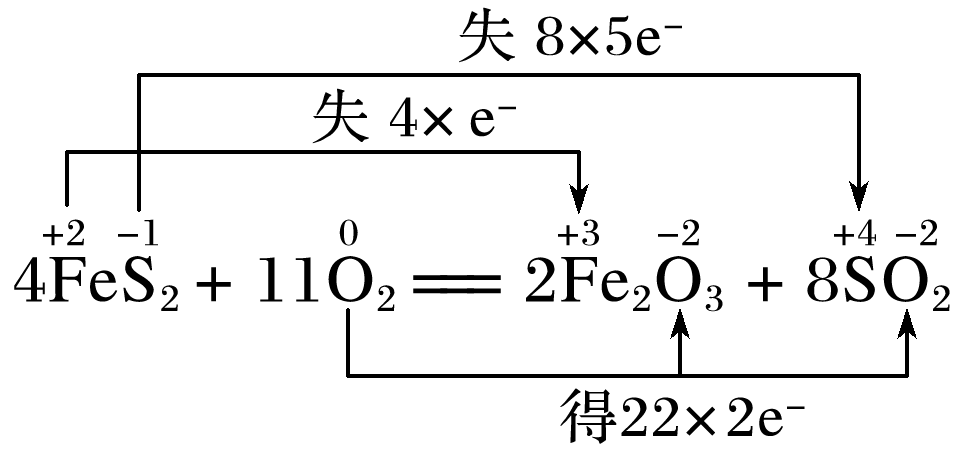 失 8×5e⁻
失 4× e⁻
+2 −1 0 +3 −2 +4 −2
4FeS₂ + 11O₂ ══ 2Fe₂O₃ + 8SO₂
得22×2e⁻